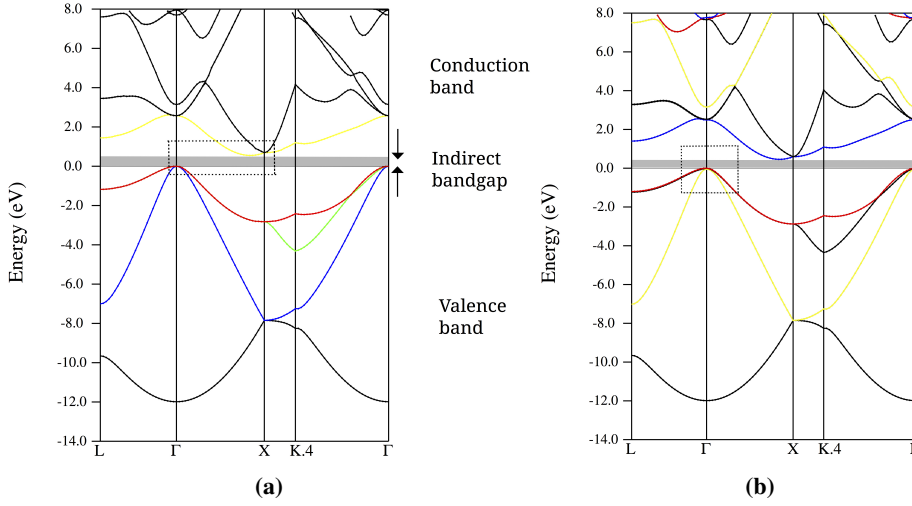 8.0
6.0
4.0
2.0
0.0
-2.0
-4.0
-6.0
-8.0
-10.0
-12.0
-14.0
Energy (eV)
L Γ X K.4 Γ
(a)
Conduction
band
Indirect
bandgap
Valence
band
8.0
6.0
4.0
2.0
0.0
-2.0
-4.0
-6.0
-8.0
-10.0
-12.0
-14.0
Energy (eV)
L Γ X K.4
(b)